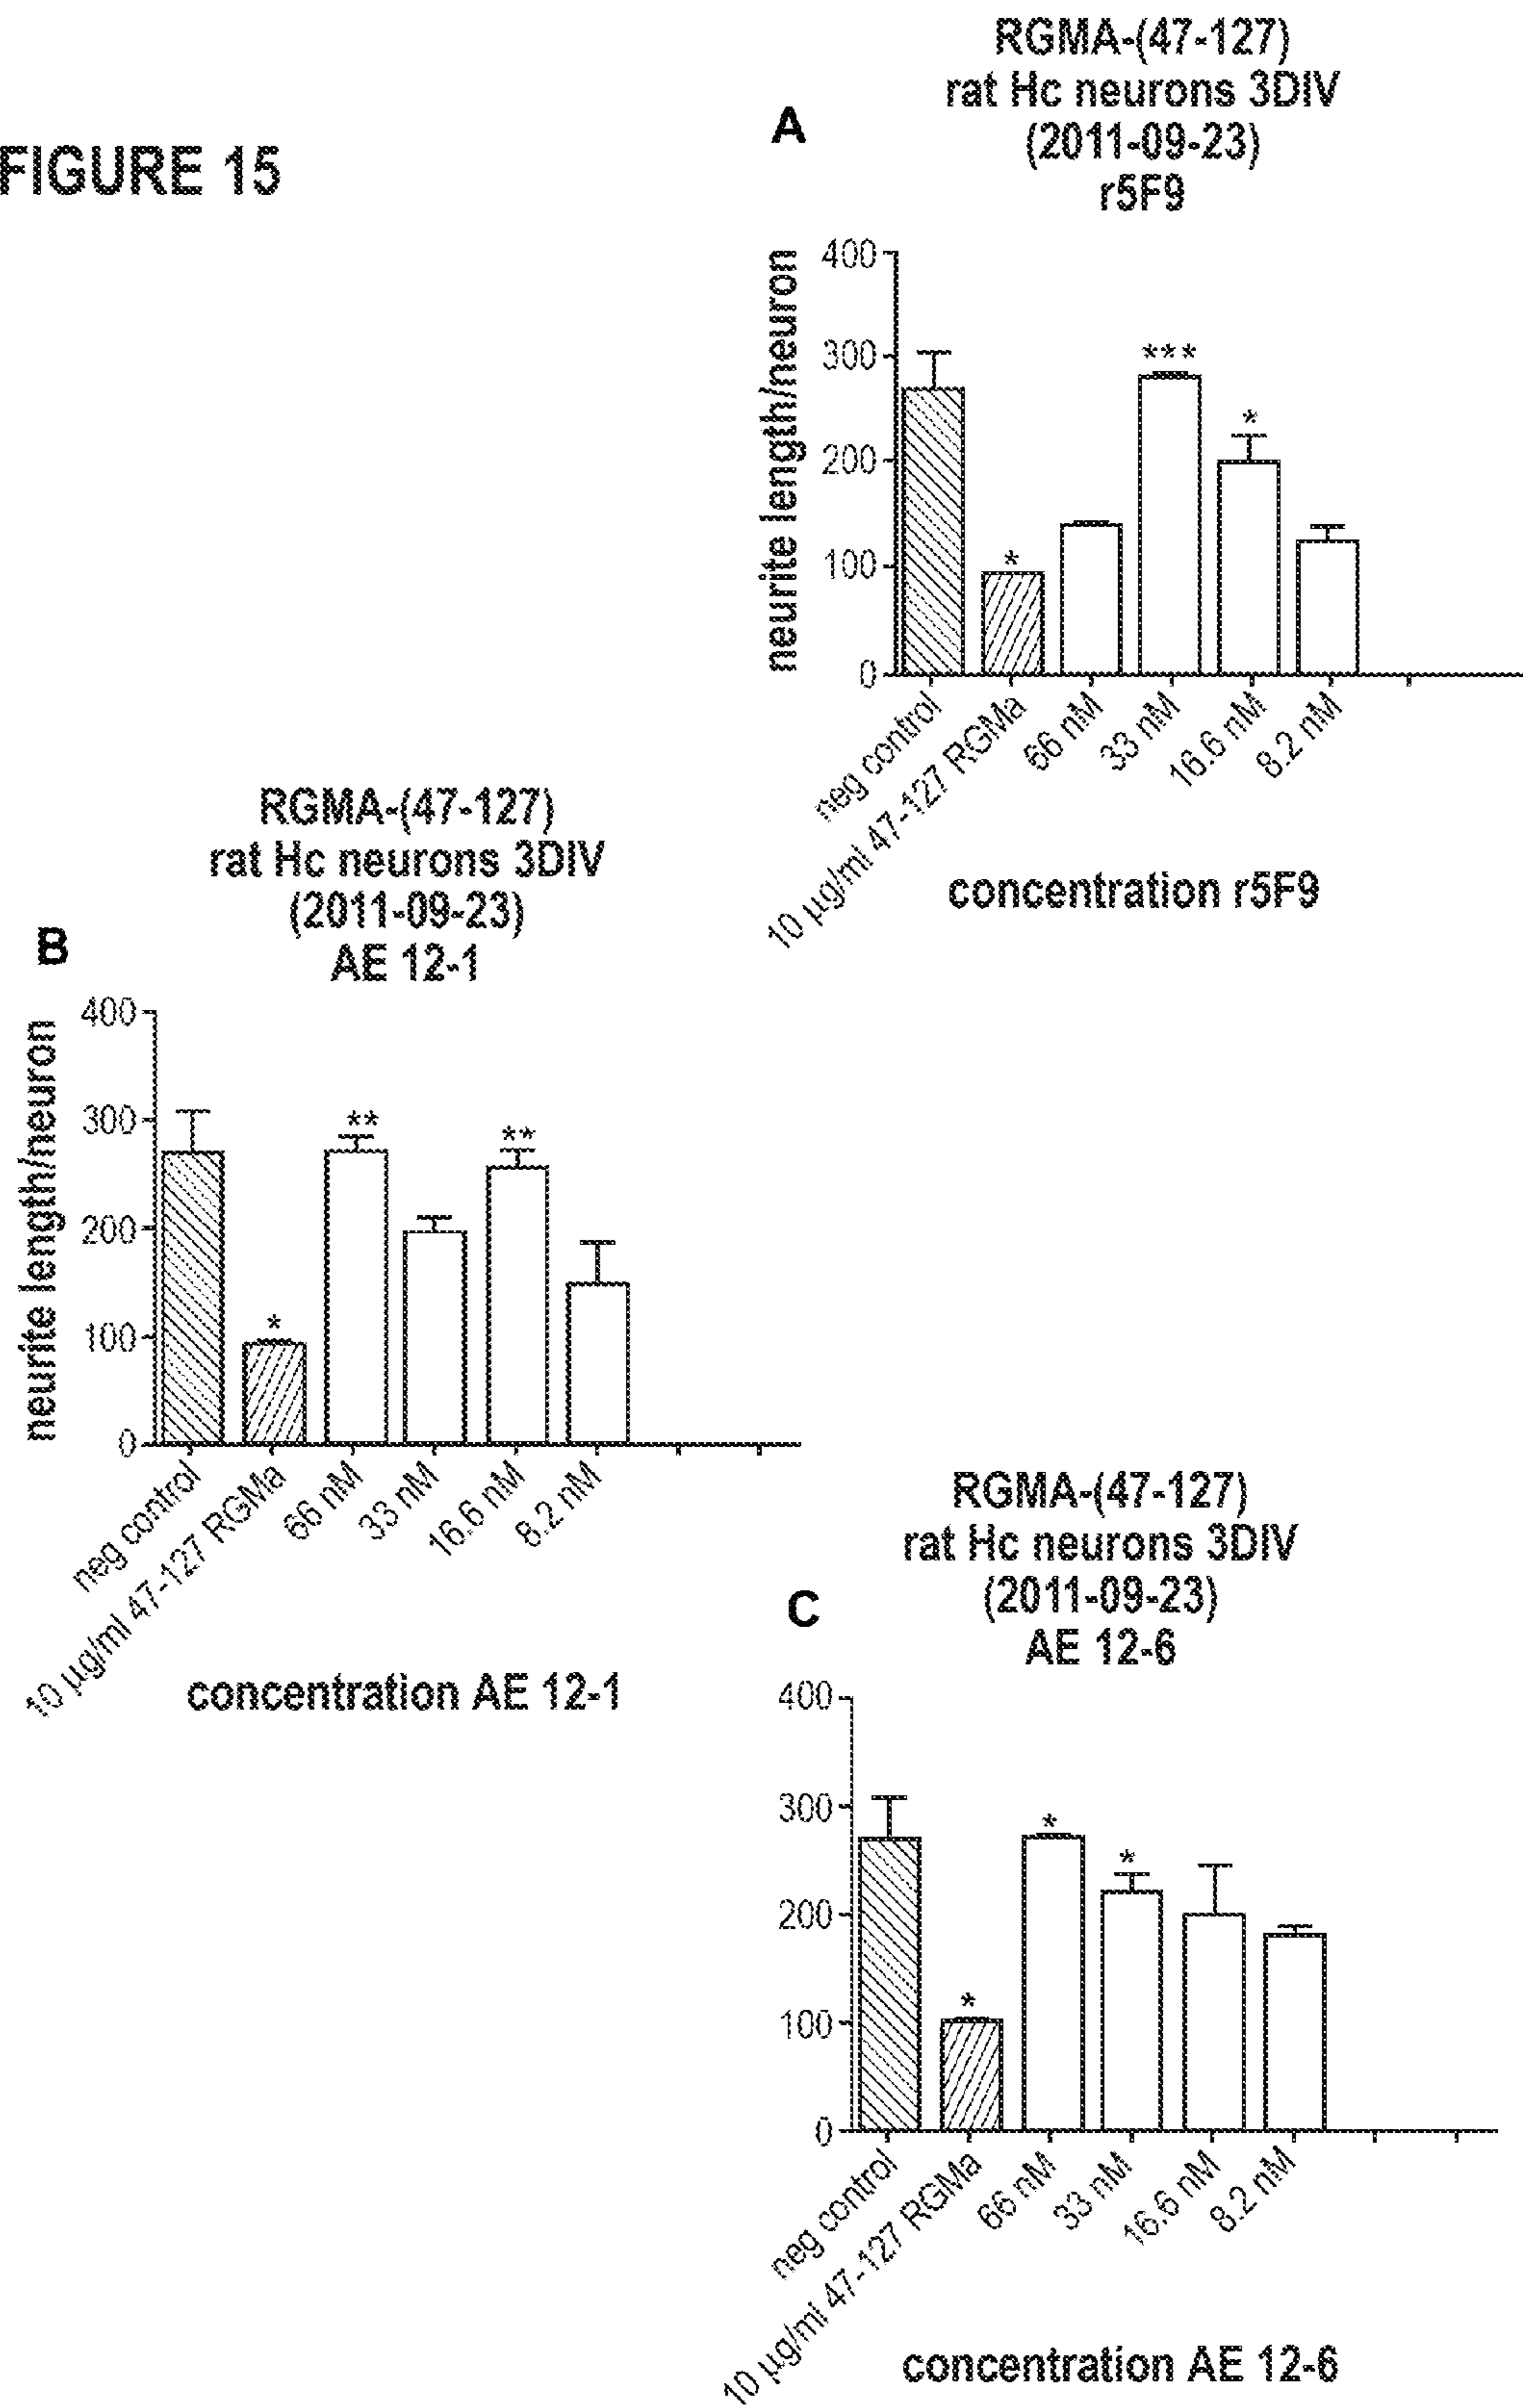 FIGURE 15
A
RGMA-(47-127)
rat Hc neurons 3DIV
(2011-09-23)
r5F9
neurite length/neuron
400
300
200
100
0
***
*
*
neg control
10 µg/ml 47-127 RGMa
66 nM
33 nM
16.6 nM
8.2 nM
concentration r5F9
B
RGMA-(47-127)
rat Hc neurons 3DIV
(2011-09-23)
AE 12-1
neurite length/neuron
400
300
200
100
0
*
**
**
neg control
10 µg/ml 47-127 RGMa
66 nM
33 nM
16.6 nM
8.2 nM
concentration AE 12-1
C
RGMA-(47-127)
rat Hc neurons 3DIV
(2011-09-23)
AE 12-6
400
300
200
100
0
*
*
*
neg control
10 µg/ml 47-127 RGMa
66 nM
33 nM
16.6 nM
8.2 nM
concentration AE 12-6